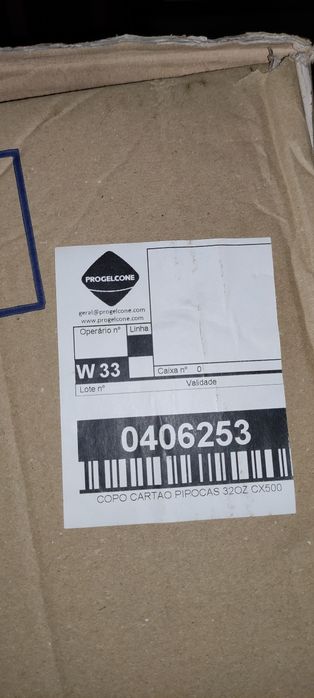 PROGELCONE
geral@progelcone.com
www.progelcone.com
Operário nº Linha
W 33
Caixa nº 0
Lote nº Validade
0406253
COPO CARTAO PIPOCAS 32OZ CX500